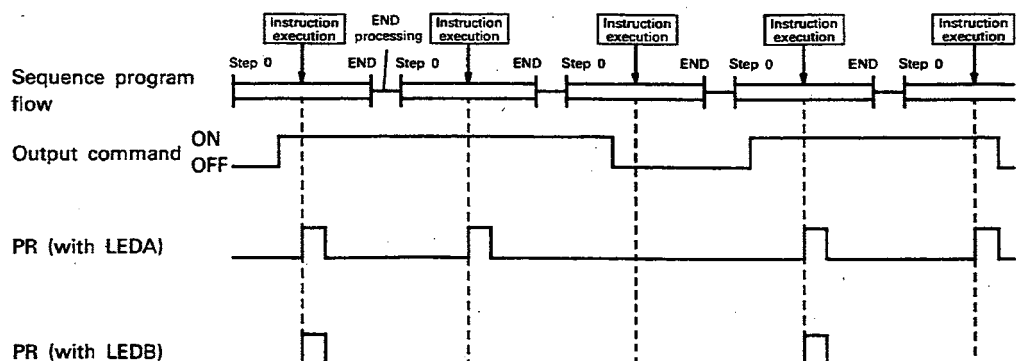 Instruction execution
END processing
Instruction execution
Instruction execution
Instruction execution
Instruction execution
Step 0
END
Step 0
END
Step 0
END
Step 0
END
Step 0
Sequence program flow
Output command
ON
OFF
PR (with LEDA)
PR (with LEDB)